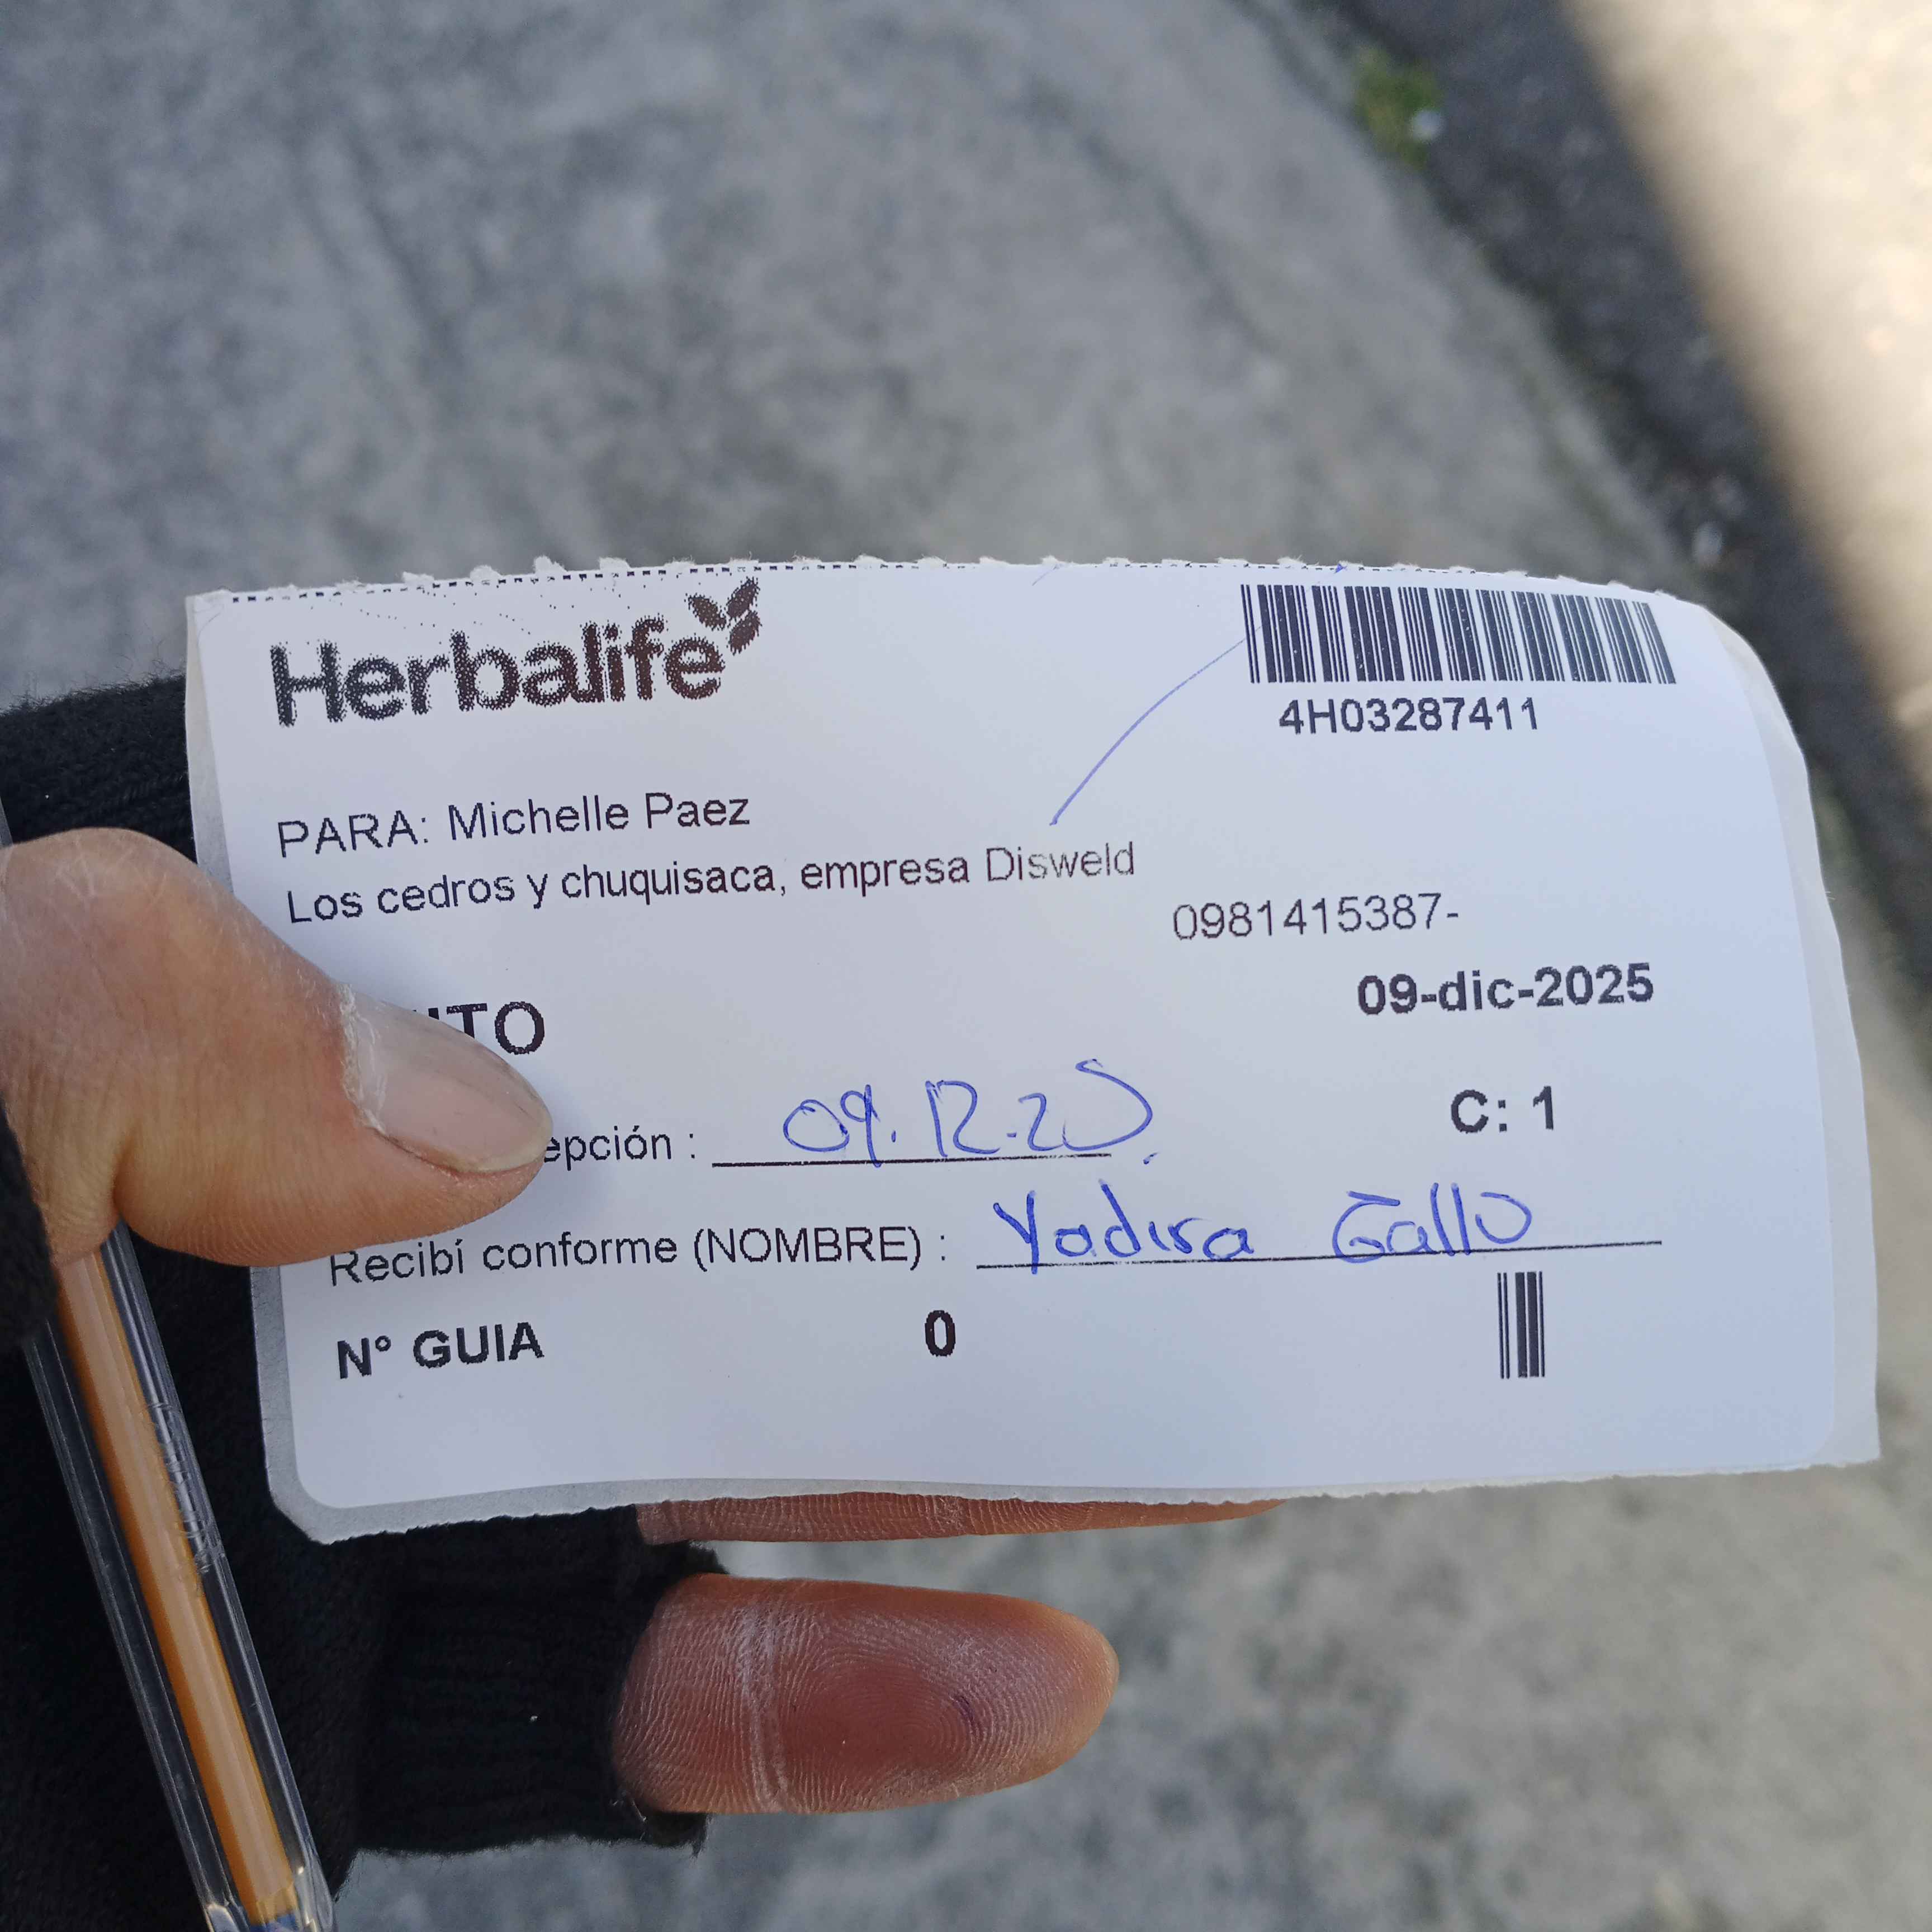 Herbalife
4H03287411
PARA: Michelle Paez
Los cedros y chuquisaca, empresa Disweld
0981415387-
09-dic-2025
C: 1
epción : 09.12-25
Recibí conforme (NOMBRE) : Yadira Gallo
N° GUIA 0